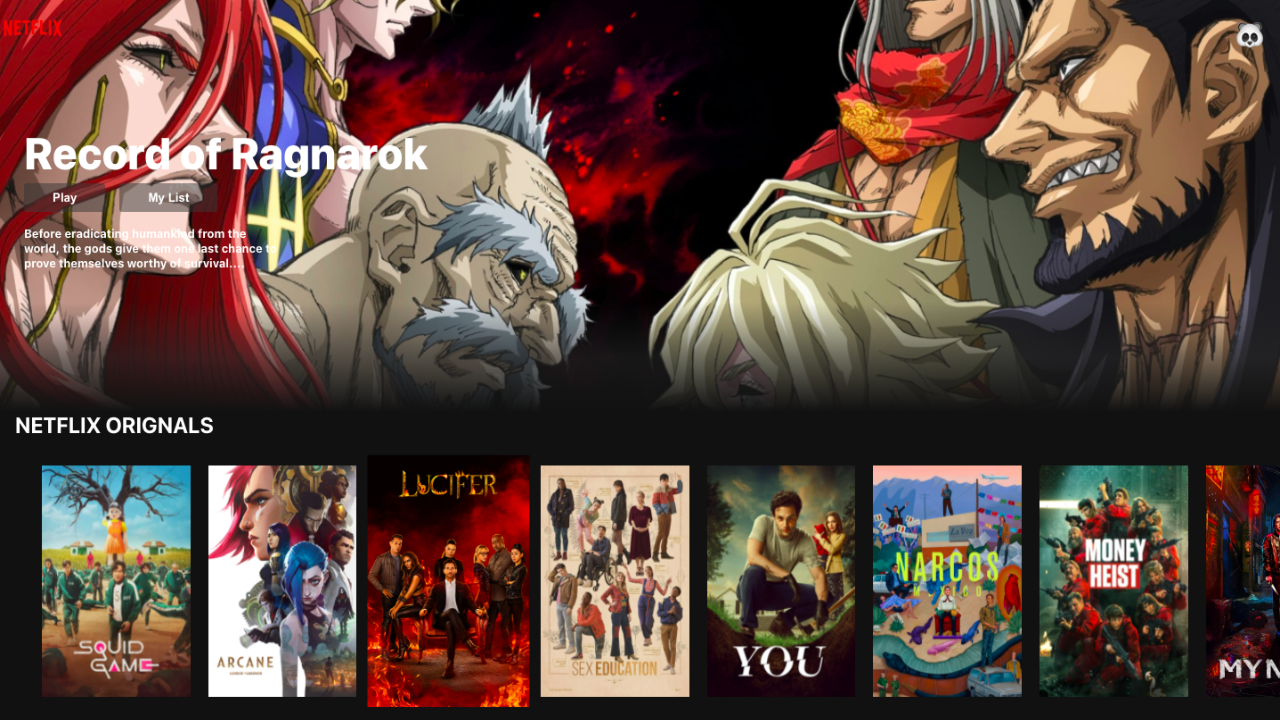 NETFLIX
Record of Ragnarok
Play
My List
Before eradicating humankind from the
world, the gods give them one last chance to
prove themselves worthy of survival....
NETFLIX ORIGNALS
SQUID
GAME
ARCANE
LUCIFER
SEX EDUCATION
YOU
NARCOS
MEXICO
MONEY
HEIST
MY N